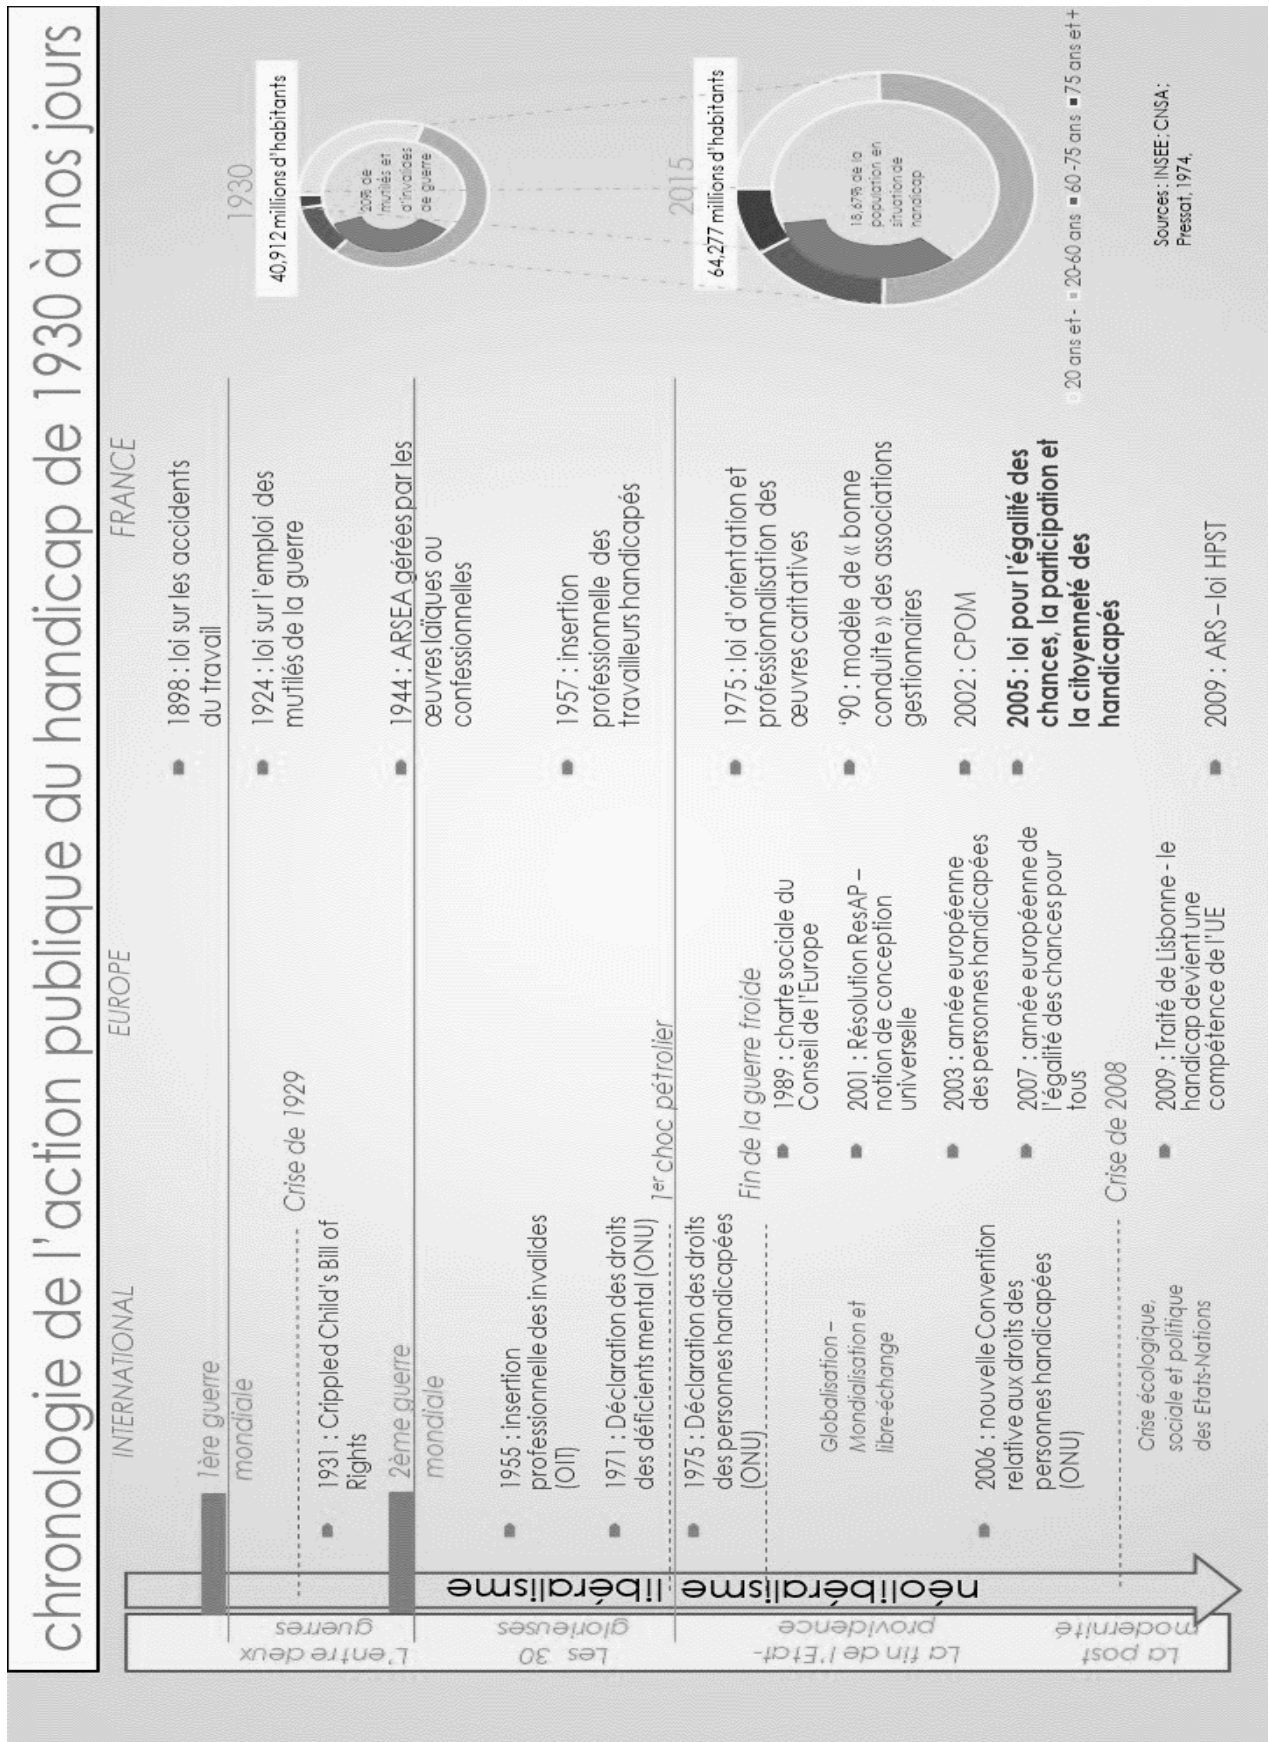 chronologie de l'action publique du handicap de 1930 à nos jours
INTERNATIONAL
EUROPE
FRANCE
L'entre deux
guerres
Les 30
glorieuses
La fin de l'Etat-
providence
La post
modernité
libéralisme
néolibéralisme
1ère guerre
mondiale
Crise de 1929
1931 : Crippled Child's Bill of
Rights
2ème guerre
mondiale
1955 : insertion
professionnelle des invalides
(OIT)
1971 : Déclaration des droits
des déficients mental (ONU)
1er choc pétrolier
1975 : Déclaration des droits
des personnes handicapées
(ONU)
Fin de la guerre froide
Globalisation –
Mondialisation et
libre-échange
2006 : nouvelle Convention
relative aux droits des
personnes handicapées
(ONU)
Crise de 2008
Crise écologique,
sociale et politique
des Etats-Nations
1989 : charte sociale du
Conseil de l'Europe
2001 : Résolution ResAP –
notion de conception
universelle
2003 : année européenne
des personnes handicapées
2007 : année européenne de
l'égalité des chances pour
tous
2009 : Traité de Lisbonne - le
handicap devient une
compétence de l'UE
1898 : loi sur les accidents
du travail
1924 : loi sur l'emploi des
mutilés de la guerre
1944 : ARSEA gérées par les
œuvres laïques ou
confessionnelles
1957 : insertion
professionnelle des
travailleurs handicapés
1975 : loi d'orientation et
professionnalisation des
œuvres caritatives
'90 : modèle de « bonne
conduite » des associations
gestionnaires
2002 : CPOM
2005 : loi pour l'égalité des
chances, la participation et
la citoyenneté des
handicapés
2009 : ARS – loi HPST
1930
40,912 millions d'habitants
20% de
mutilés et
d'invalides
de guerre
2015
64,277 millions d'habitants
18,67% de la
population en
situation de
handicap
20 ans et - 20-60 ans 60-75 ans 75 ans et +
Sources : INSEE ; CNSA ;
Pressat, 1974,